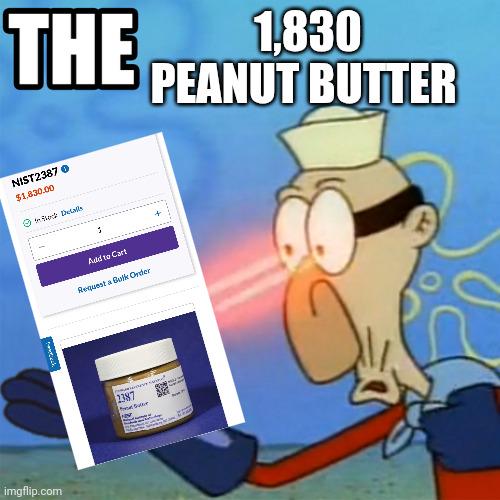 THE 1,830
PEANUT BUTTER
NIST2387
$1,830.00
In Stock Details
Add to Cart
Request a Bulk Order
2387
Peanut Butter
imgflip.com